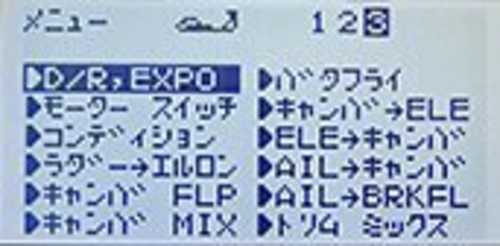 メニュー 1 2 3
▶D/R,EXPO
▶モーター スイッチ
▶コンディション
▶ラダー→エルロン
▶キャンバ FLP
▶キャンバ MIX
▶バタフライ
▶キャンバ→ELE
▶ELE→キャンバ
▶AIL→キャンバ
▶AIL→BRKFL
▶トリム ミックス